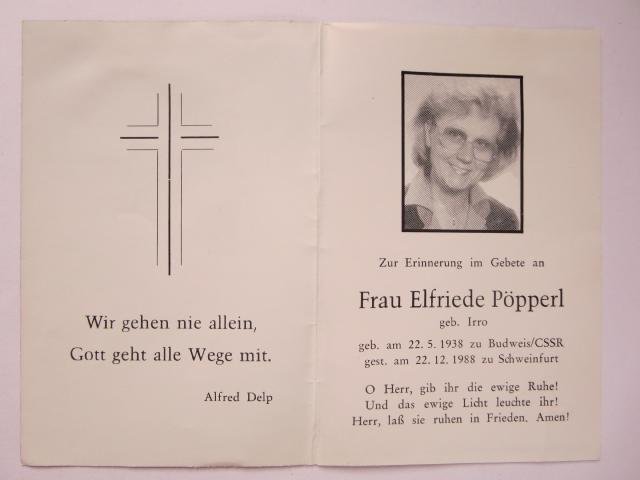 Wir gehen nie allein,
Gott geht alle Wege mit.
Alfred Delp
Zur Erinnerung im Gebete an
Frau Elfriede Pöpperl
geb. Irro
geb. am 22. 5. 1938 zu Budweis/CSSR
gest. am 22. 12. 1988 zu Schweinfurt
O Herr, gib ihr die ewige Ruhe!
Und das ewige Licht leuchte ihr!
Herr, laß sie ruhen in Frieden. Amen!